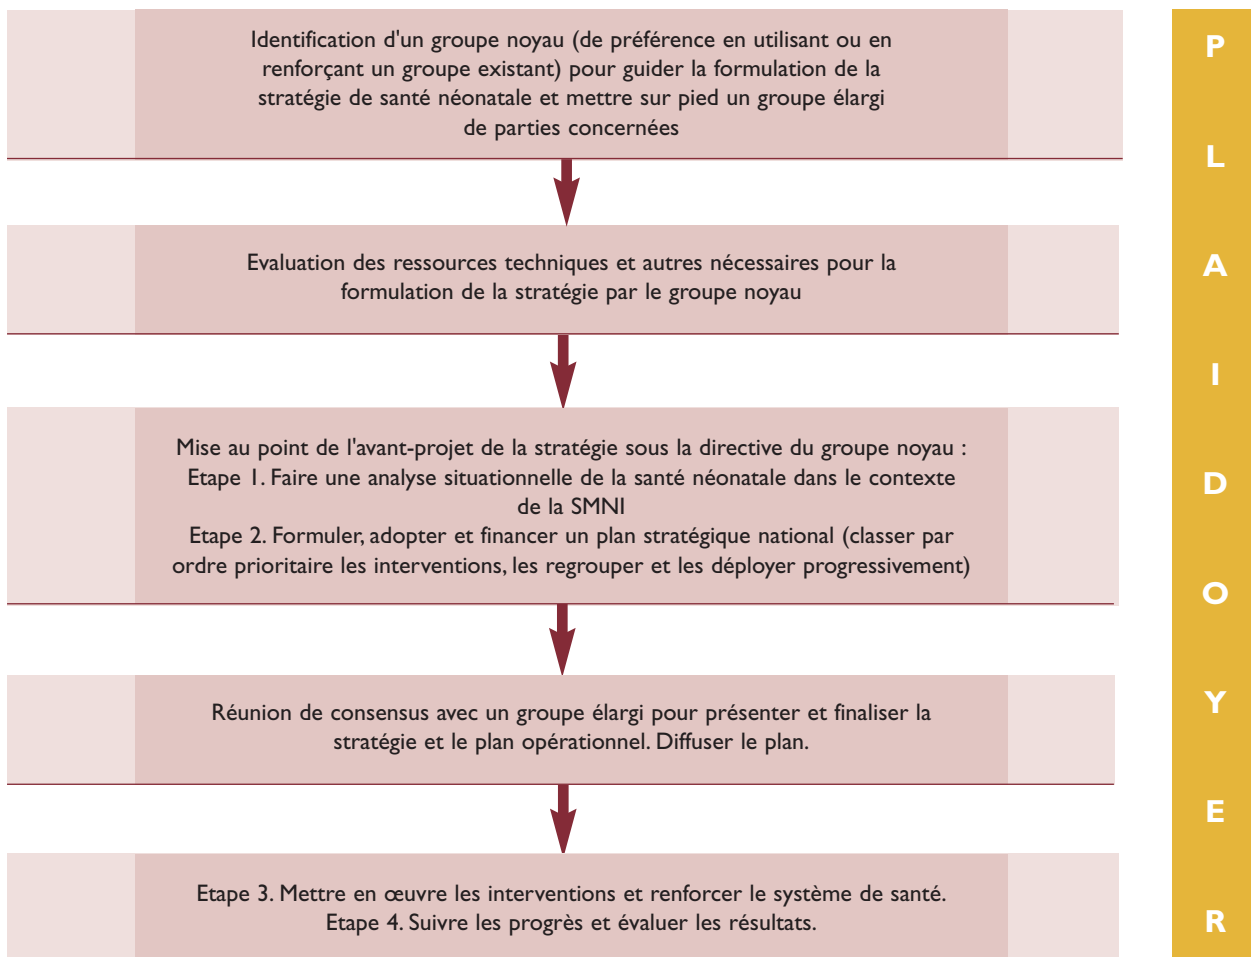 Identification d'un groupe noyau (de préférence en utilisant ou en
renforçant un groupe existant) pour guider la formulation de la
stratégie de santé néonatale et mettre sur pied un groupe élargi
de parties concernées
Evaluation des ressources techniques et autres nécessaires pour la
formulation de la stratégie par le groupe noyau
Mise au point de l'avant-projet de la stratégie sous la directive du groupe noyau :
Etape 1. Faire une analyse situationnelle de la santé néonatale dans le contexte
de la SMNI
Etape 2. Formuler, adopter et financer un plan stratégique national (classer par
ordre prioritaire les interventions, les regrouper et les déployer progressivement)
Réunion de consensus avec un groupe élargi pour présenter et finaliser la
stratégie et le plan opérationnel. Diffuser le plan.
Etape 3. Mettre en œuvre les interventions et renforcer le système de santé.
Etape 4. Suivre les progrès et évaluer les résultats.
P
L
A
I
D
O
Y
E
R